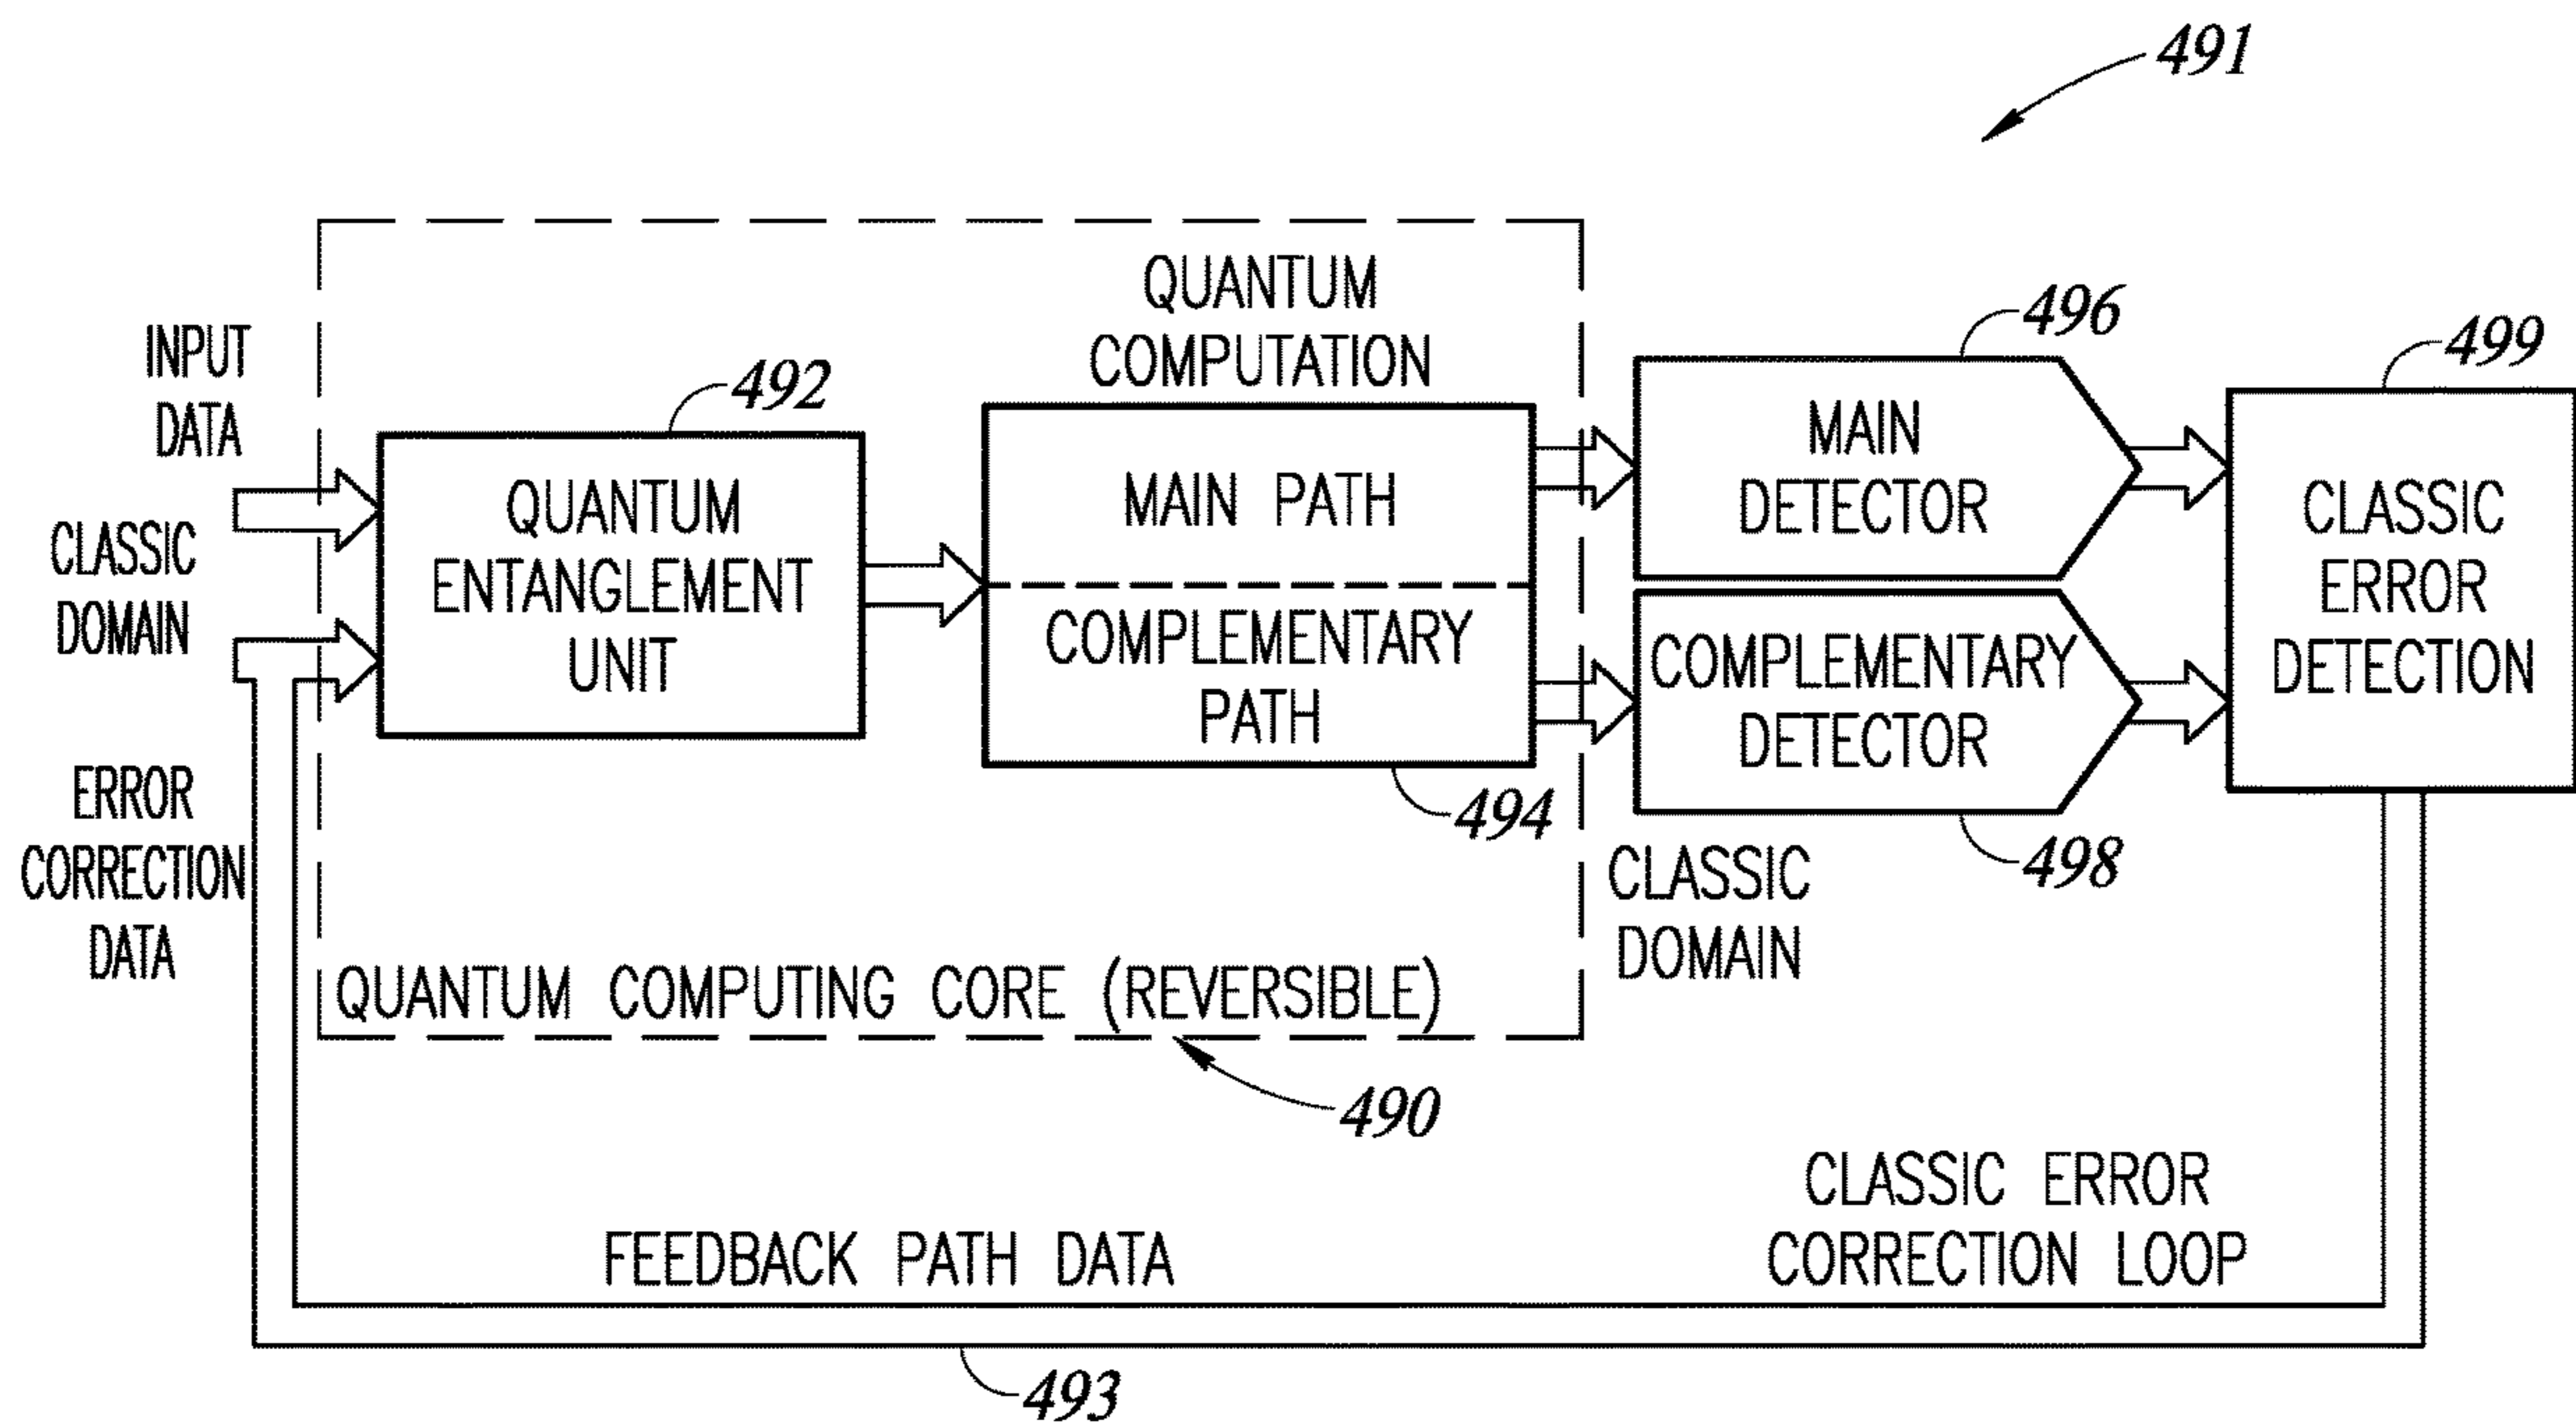 491
QUANTUM
COMPUTATION
INPUT
DATA
CLASSIC
DOMAIN
ERROR
CORRECTION
DATA
492
QUANTUM
ENTANGLEMENT
UNIT
MAIN PATH
COMPLEMENTARY
PATH
494
496
MAIN
DETECTOR
COMPLEMENTARY
DETECTOR
498
499
CLASSIC
ERROR
DETECTION
CLASSIC
DOMAIN
QUANTUM COMPUTING CORE (REVERSIBLE)
490
CLASSIC ERROR
CORRECTION LOOP
FEEDBACK PATH DATA
493